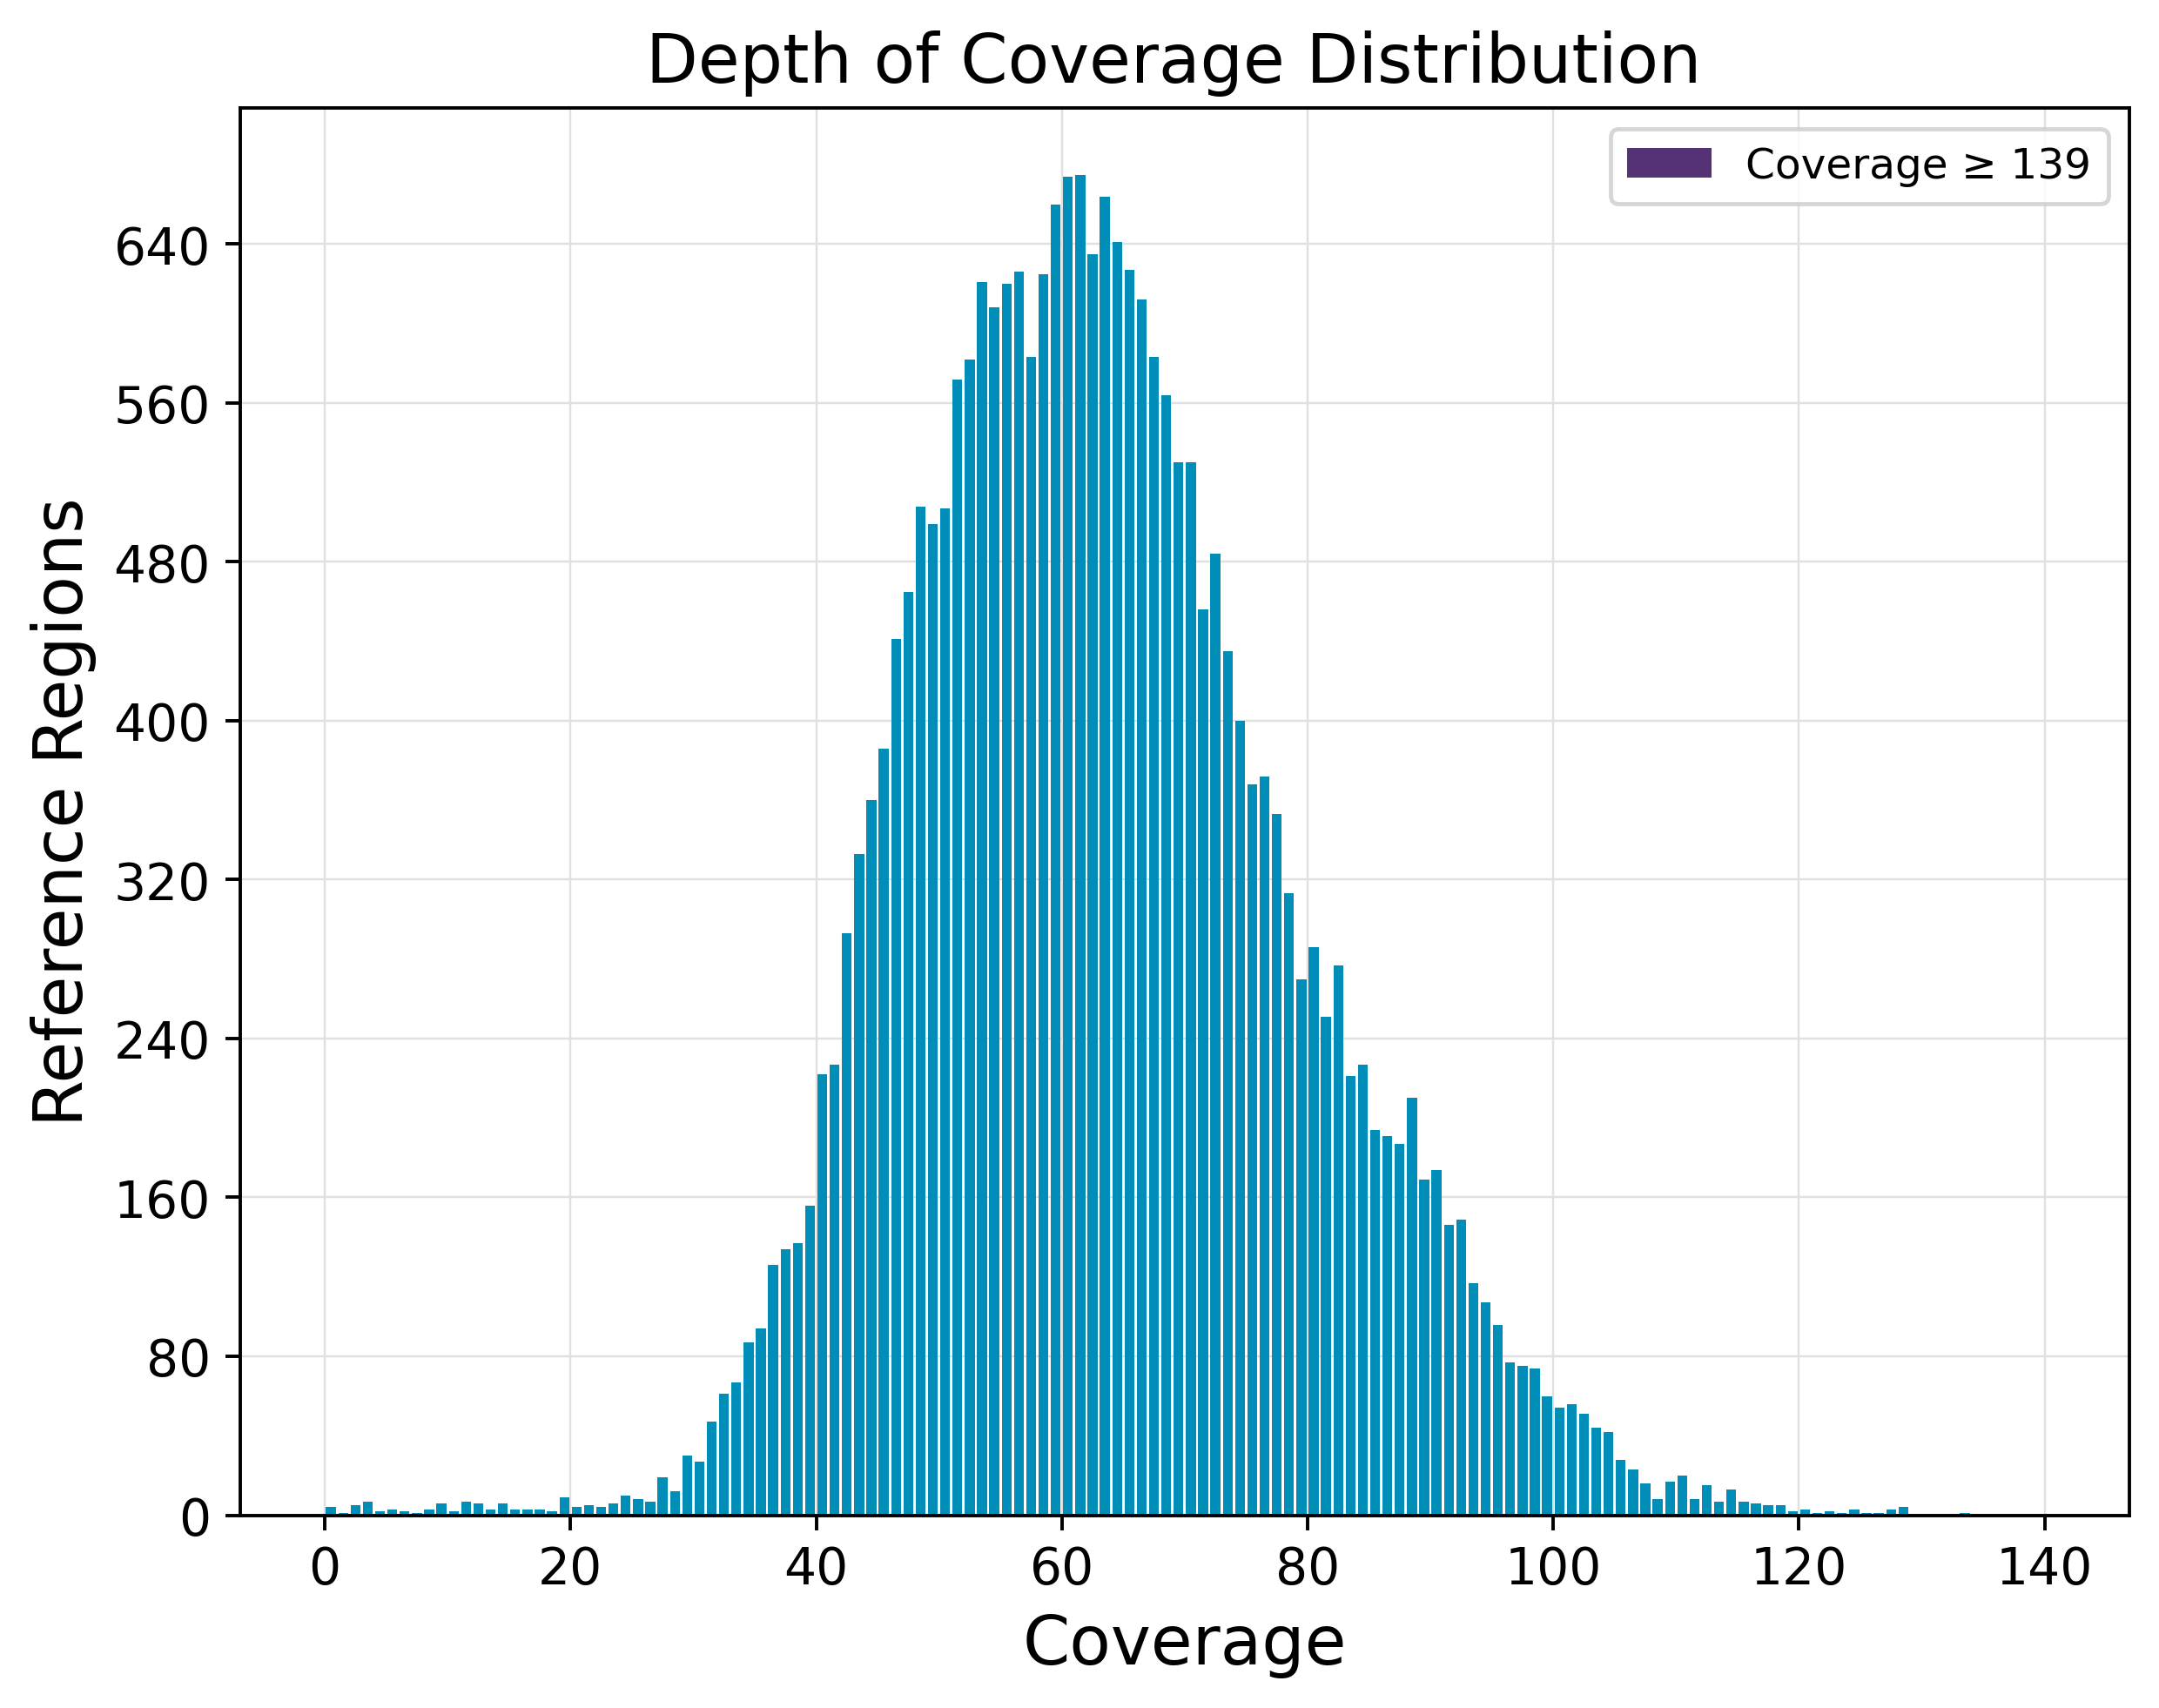 Depth of Coverage Distribution
Coverage ≥ 139
Reference Regions
640
560
480
400
320
240
160
80
0
0 20 40 60 80 100 120 140
Coverage